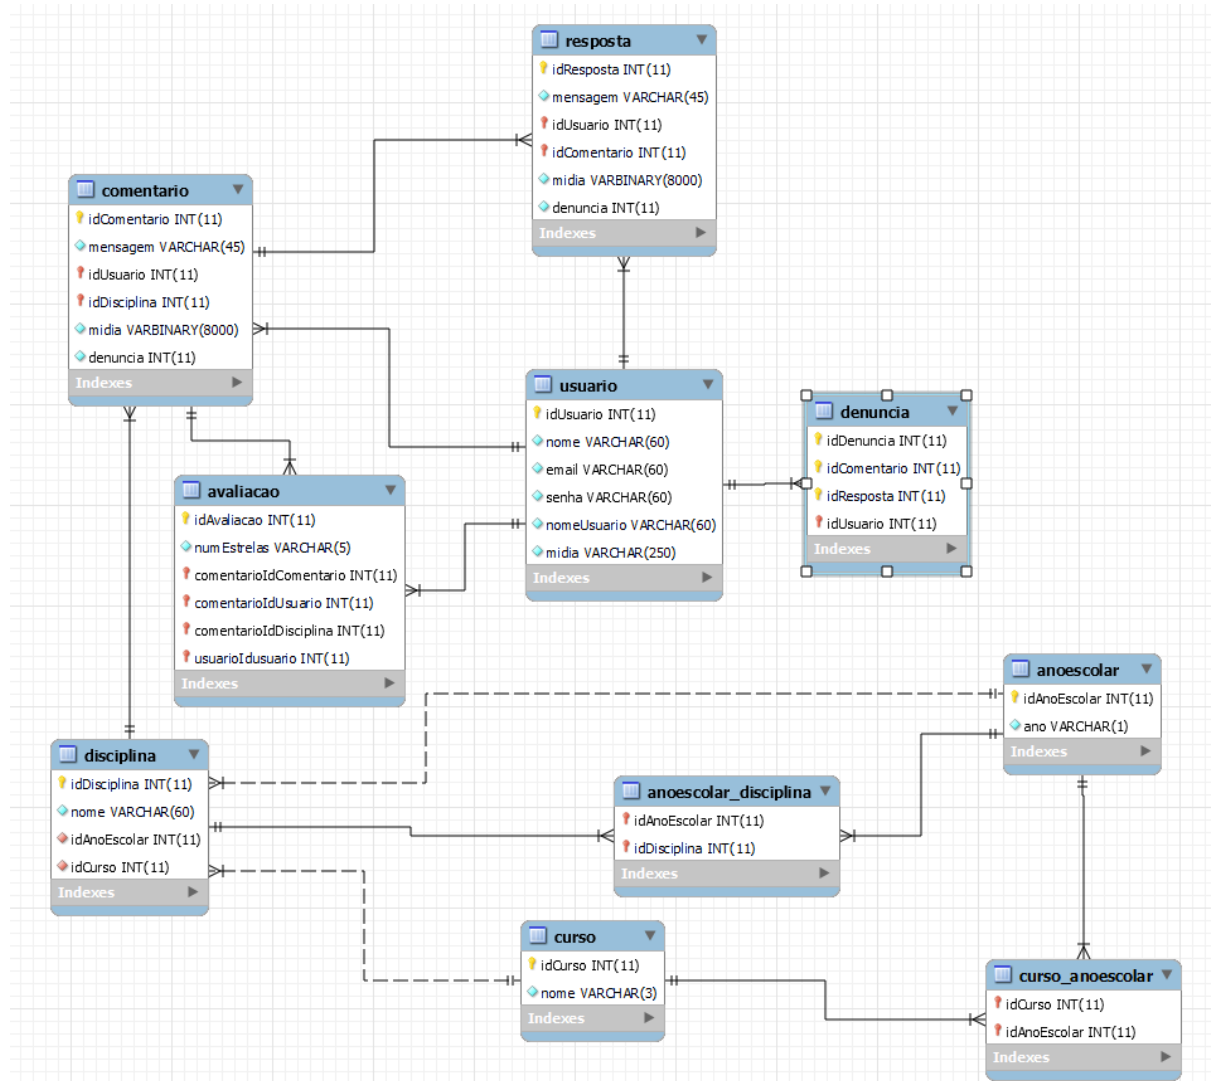 resposta
idResposta INT(11)
mensagem VARCHAR(45)
idUsuario INT(11)
idComentario INT(11)
midia VARBINARY(8000)
denuncia INT(11)
Indexes
comentario
idComentario INT(11)
mensagem VARCHAR(45)
idUsuario INT(11)
idDisciplina INT(11)
midia VARBINARY(8000)
denuncia INT(11)
Indexes
usuario
idUsuario INT(11)
nome VARCHAR(60)
email VARCHAR(60)
senha VARCHAR(60)
nomeUsuario VARCHAR(60)
midia VARCHAR(250)
Indexes
denuncia
idDenuncia INT(11)
idComentario INT(11)
idResposta INT(11)
idUsuario INT(11)
Indexes
avaliacao
idAvaliacao INT(11)
numEstrelas VARCHAR(5)
comentarioIdComentario INT(11)
comentarioIdUsuario INT(11)
comentarioIdDisciplina INT(11)
usuarioIdusuario INT(11)
Indexes
anoescolar
idAnoEscolar INT(11)
ano VARCHAR(1)
Indexes
disciplina
idDisciplina INT(11)
nome VARCHAR(60)
idAnoEscolar INT(11)
idCurso INT(11)
Indexes
anoescolar_disciplina
idAnoEscolar INT(11)
idDisciplina INT(11)
Indexes
curso
idCurso INT(11)
nome VARCHAR(3)
Indexes
curso_anoescolar
idCurso INT(11)
idAnoEscolar INT(11)
Indexes